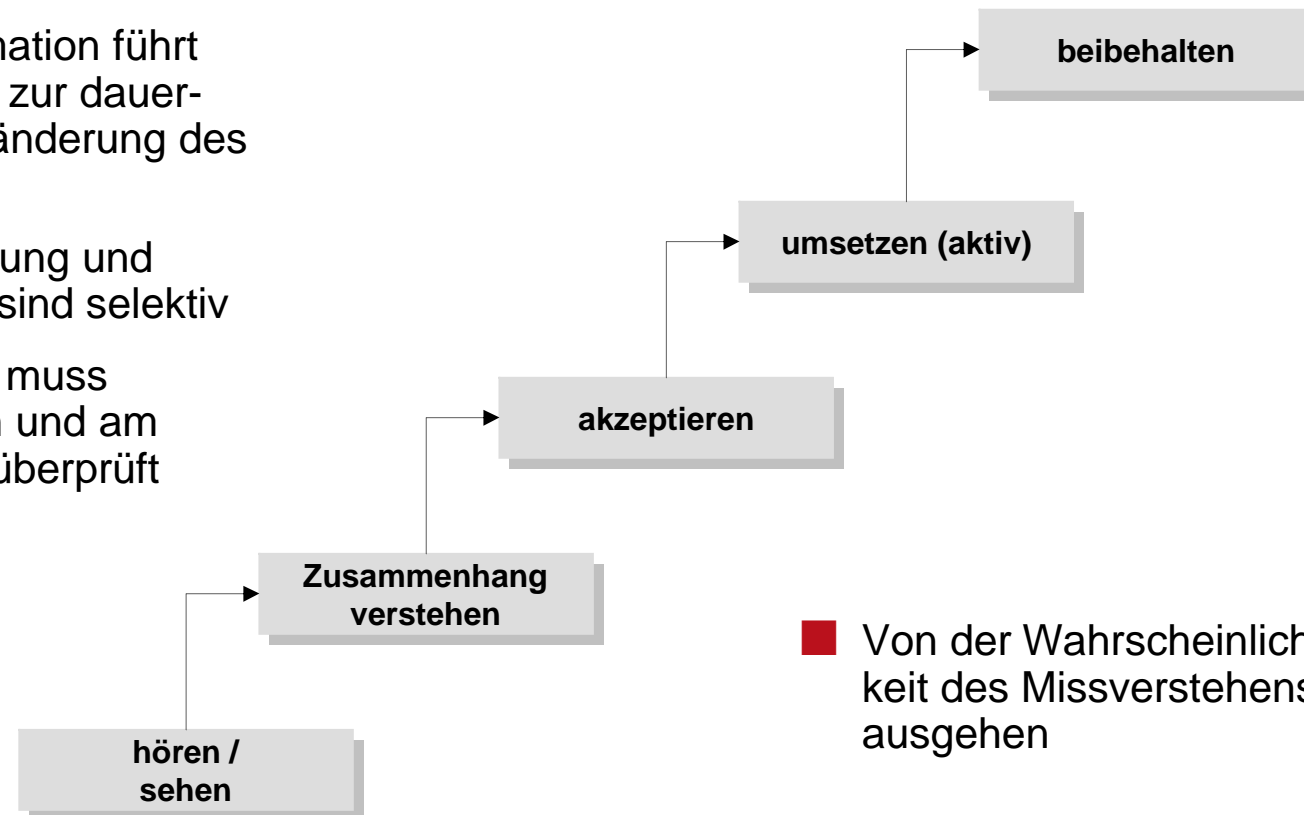 nation führt
zur dauer-
änderung des
ung und
sind selektiv
muss
und am
überprüft
beibehalten
umsetzen (aktiv)
akzeptieren
Zusammenhang
verstehen
hören /
sehen
Von der Wahrscheinlich
keit des Missverstehens
ausgehen